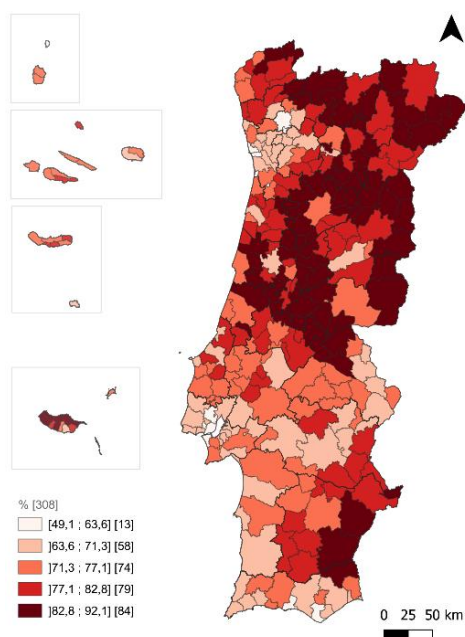 % [308]
[49,1 ; 63,6] [13]
]63,6 ; 71,3] [58]
]71,3 ; 77,1] [74]
]77,1 ; 82,8] [79]
]82,8 ; 92,1] [84]
0 25 50 km